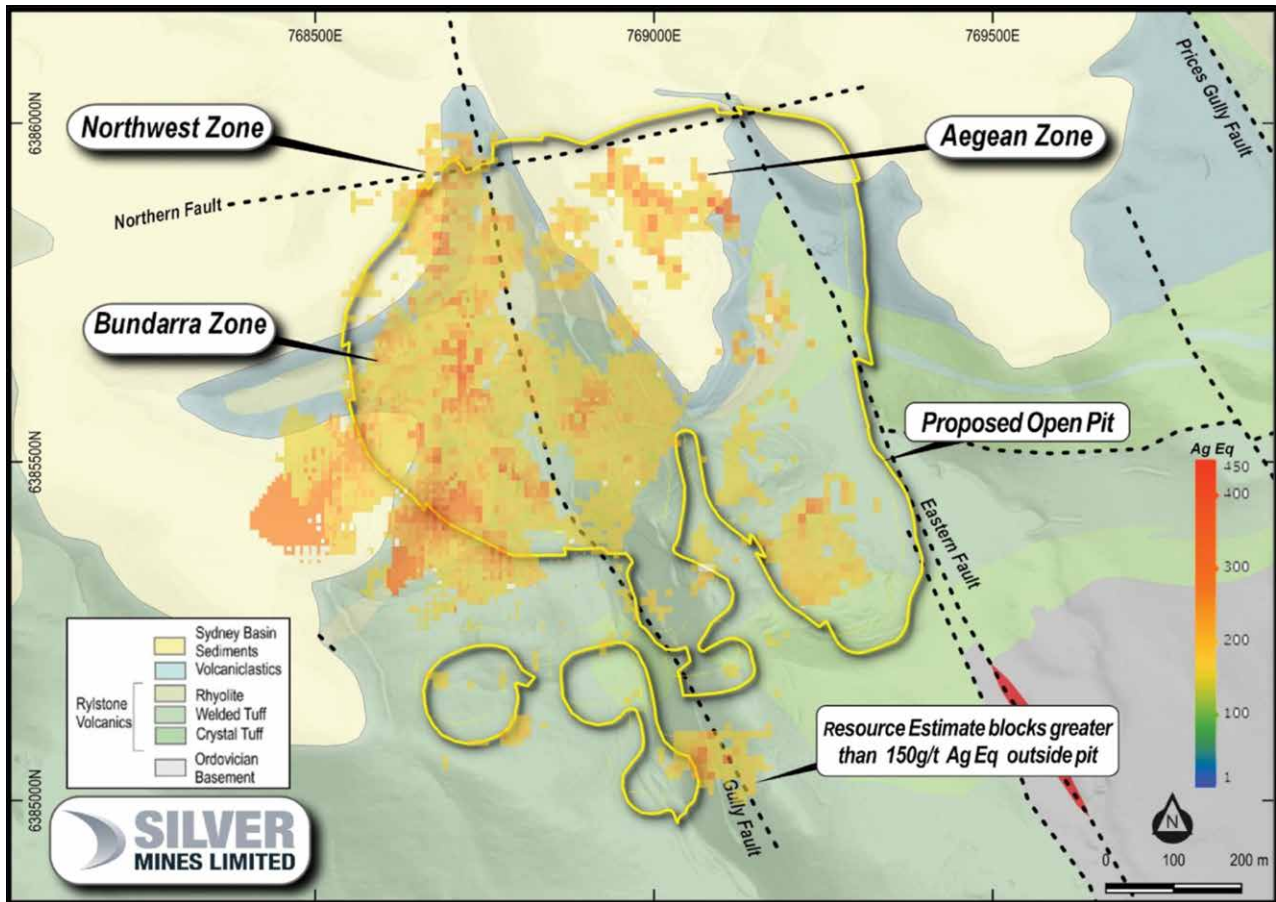 768500E
769000E
769500E
6386000N
6385500N
6385000N
Northwest Zone
Aegean Zone
Prices Gully Fault
Northern Fault
Bundarra Zone
Proposed Open Pit
Eastern Fault
Ag Eq
450
400
300
200
100
1
Resource Estimate blocks greater
than 150g/t Ag Eq outside pit
Gully Fault
Sydney Basin
Sediments
Volcaniclastics
Rylstone
Volcanics
Rhyolite
Welded Tuff
Crystal Tuff
Ordovician
Basement
SILVER
MINES LIMITED
N
0 100 200 m